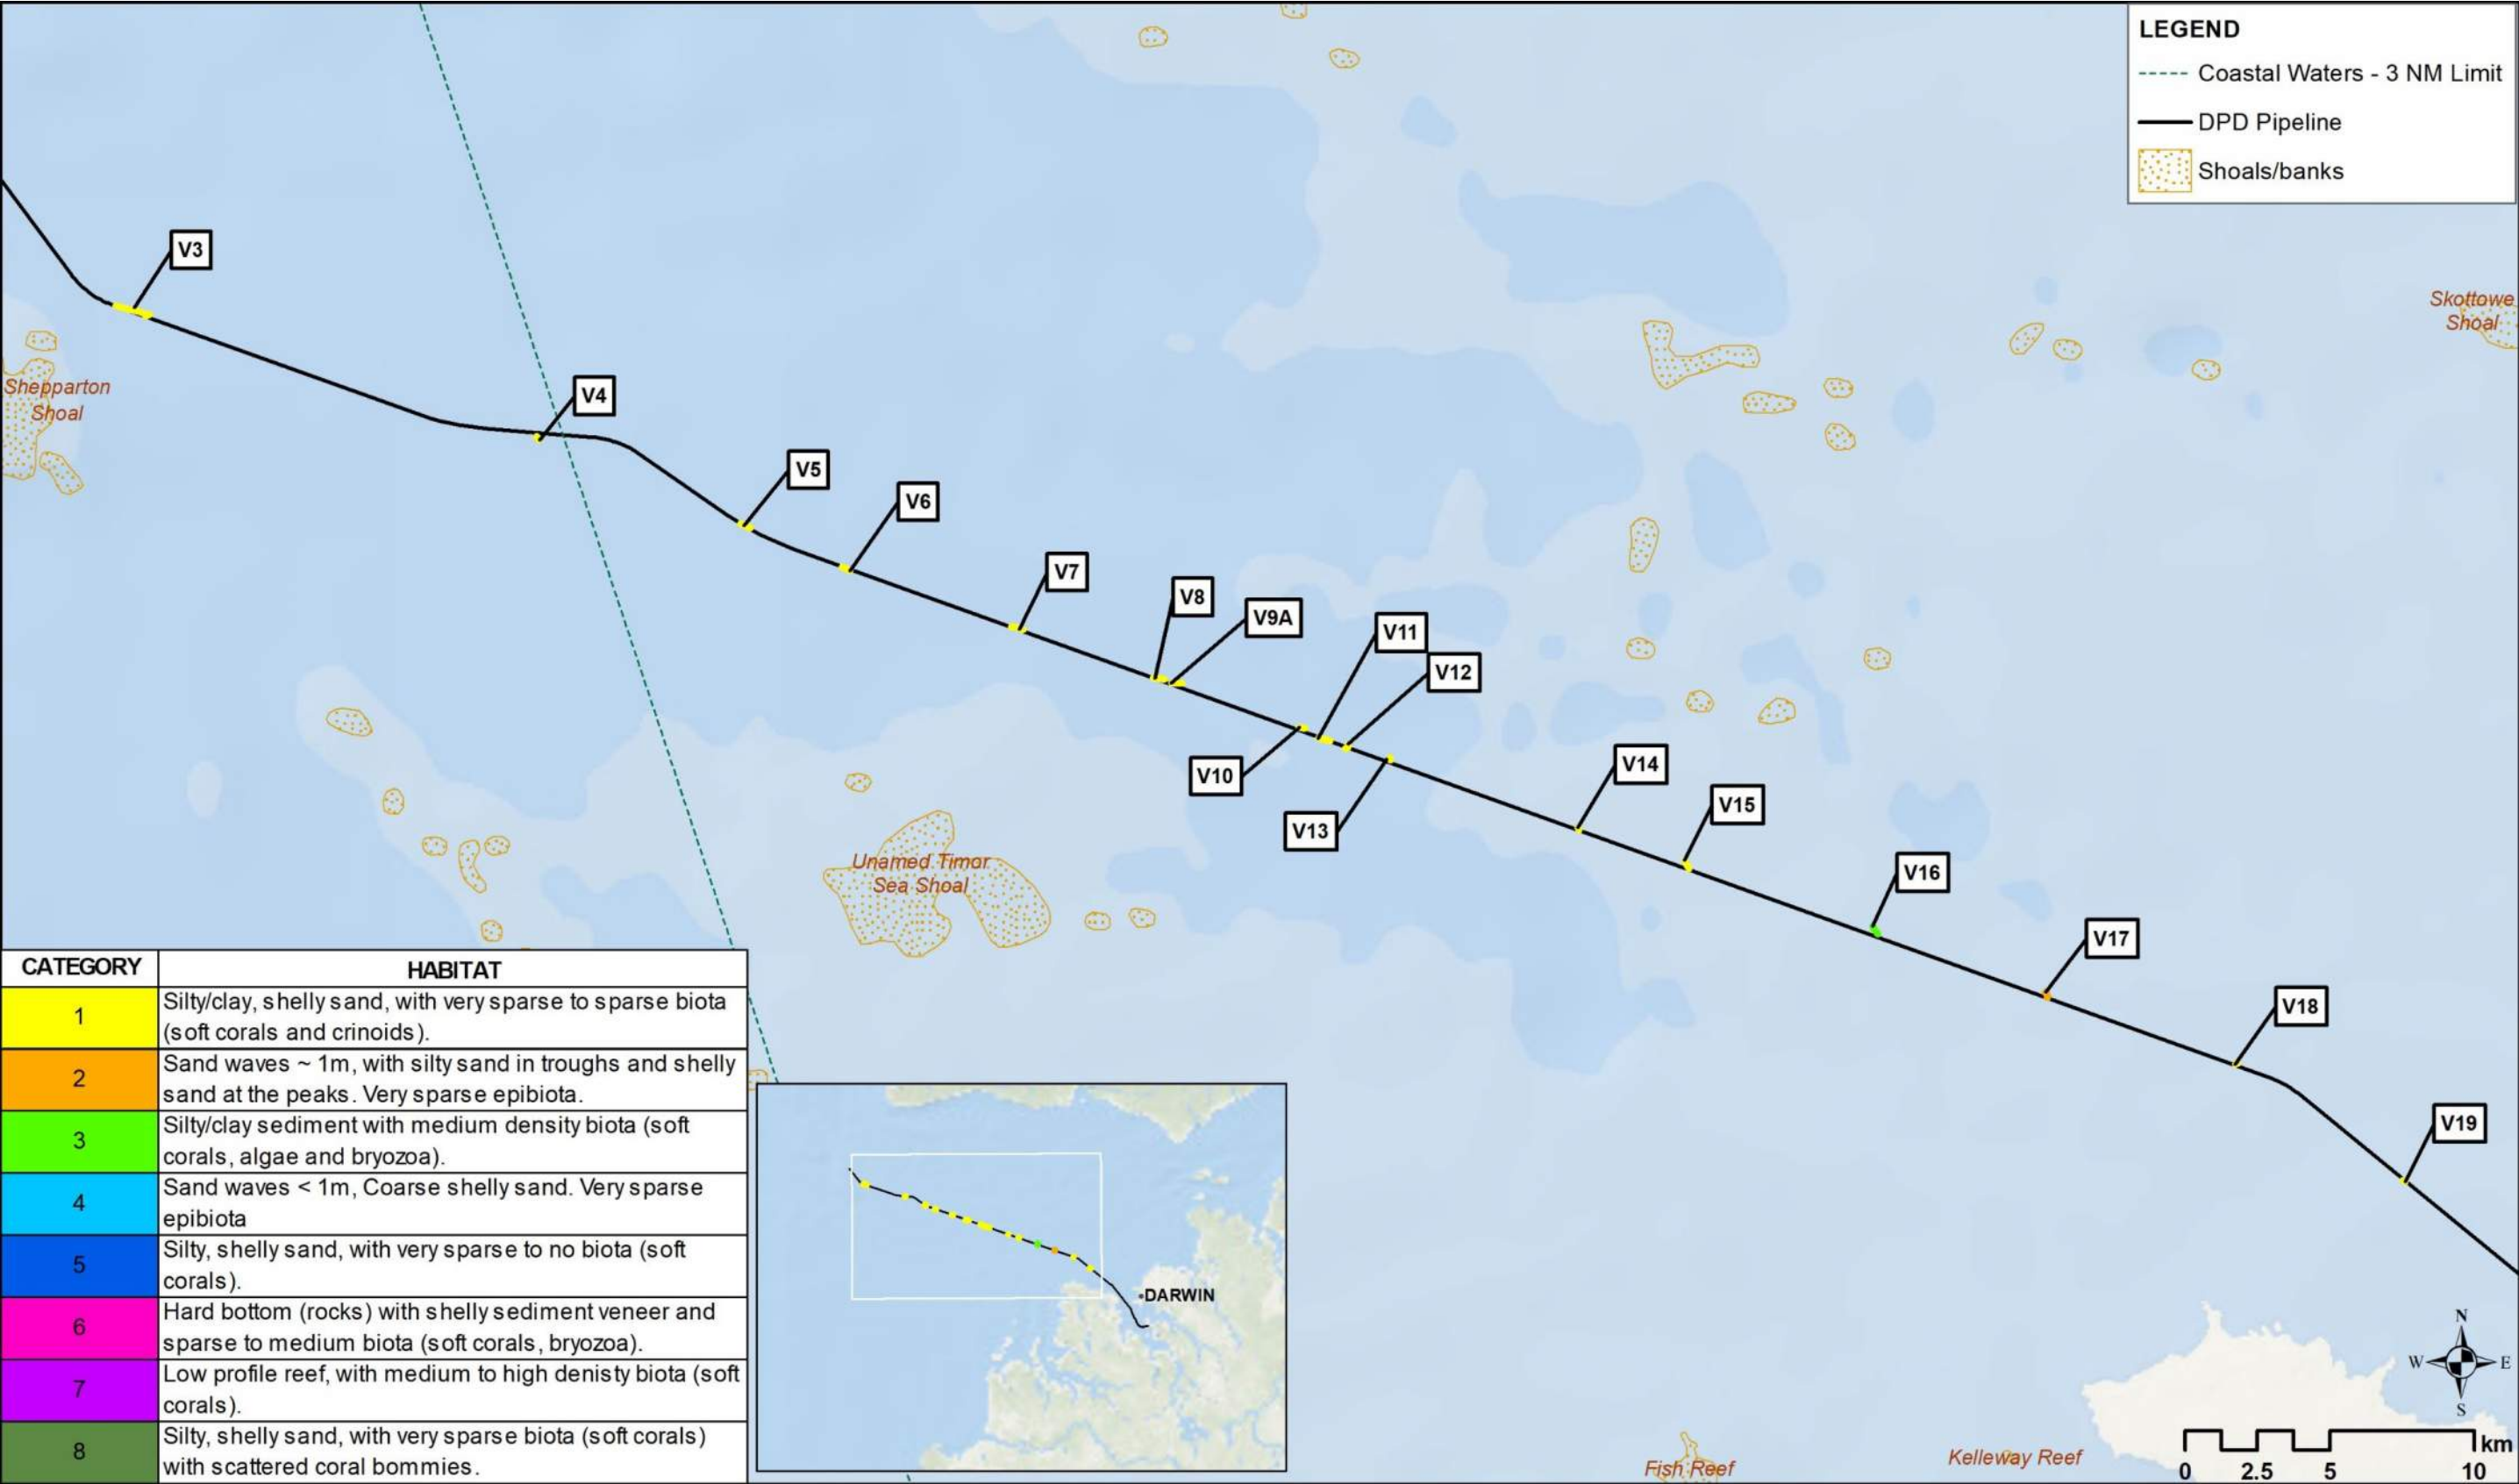 LEGEND
Coastal Waters - 3 NM Limit
DPD Pipeline
Shoals/banks
V3
Skottowe
Shoal
Shepparton
Shoal
V4
V5
V6
V7
V8
V9A
V11
V12
V10
V13
V14
V15
Unamed Timor
Sea Shoal
V16
V17
V18
V19
CATEGORY HABITAT
1 Silty/clay, shelly sand, with very sparse to sparse biota
(soft corals and crinoids).
2 Sand waves ~ 1m, with silty sand in troughs and shelly
sand at the peaks. Very sparse epibiota.
3 Silty/clay sediment with medium density biota (soft
corals, algae and bryozoa).
4 Sand waves < 1m, Coarse shelly sand. Very sparse
epibiota
5 Silty, shelly sand, with very sparse to no biota (soft
corals).
6 Hard bottom (rocks) with shelly sediment veneer and
sparse to medium biota (soft corals, bryozoa).
7 Low profile reef, with medium to high denisty biota (soft
corals).
8 Silty, shelly sand, with very sparse biota (soft corals)
with scattered coral bommies.
DARWIN
N
W E
S
Fish Reef
Kelleway Reef
km
0 2.5 5 10